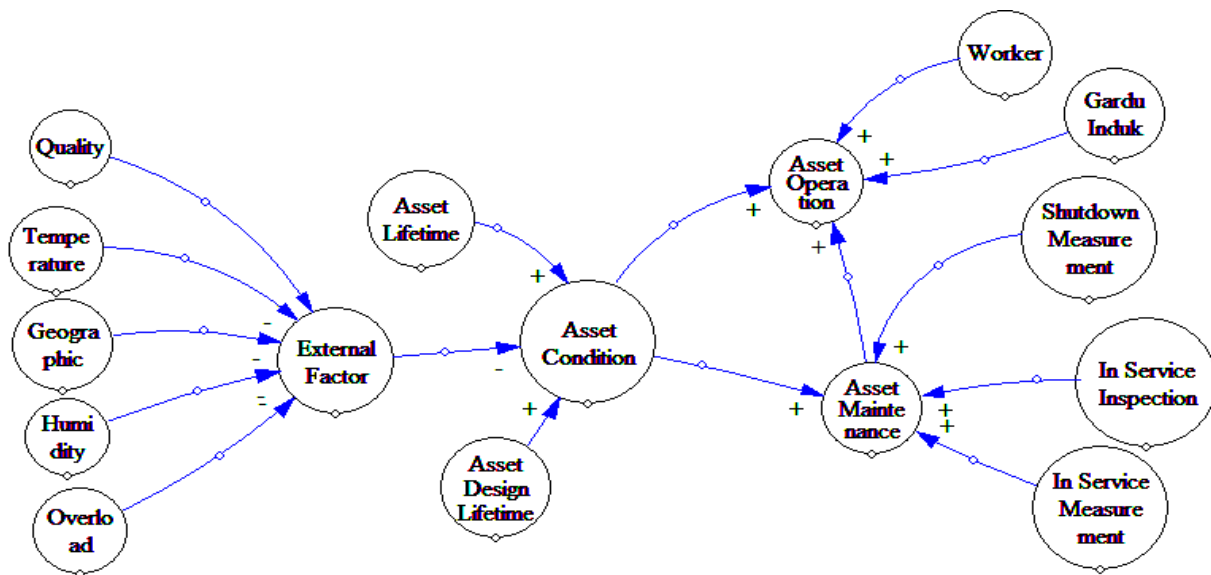 Worker
Gardu
Induk
Quality
Asset
Opera
tion
Asset
Lifetime
Shutdown
Measure
ment
Tempe
rature
Geogra
phic
External
Factor
Asset
Condition
In Service
Inspection
Asset
Mainte
nance
Humi
dity
Asset
Design
Lifetime
In Service
Measure
ment
Overlo
ad
+
+
+
+
+
-
-
-
-
-
+
+
+
+
+